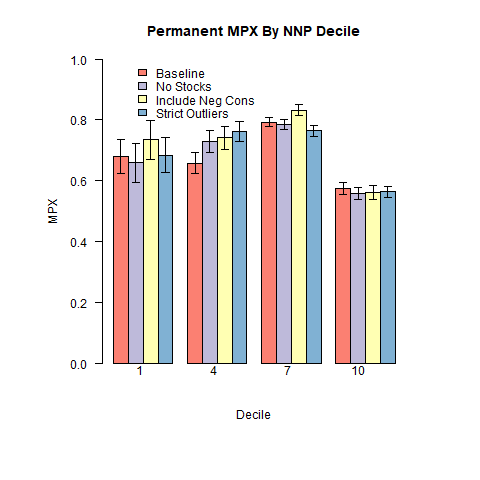 Permanent MPX By NNP Decile
1.0
0.8
0.6
0.4
0.2
0.0
MPX
Baseline
No Stocks
Include Neg Cons
Strict Outliers
1
4
7
10
Decile